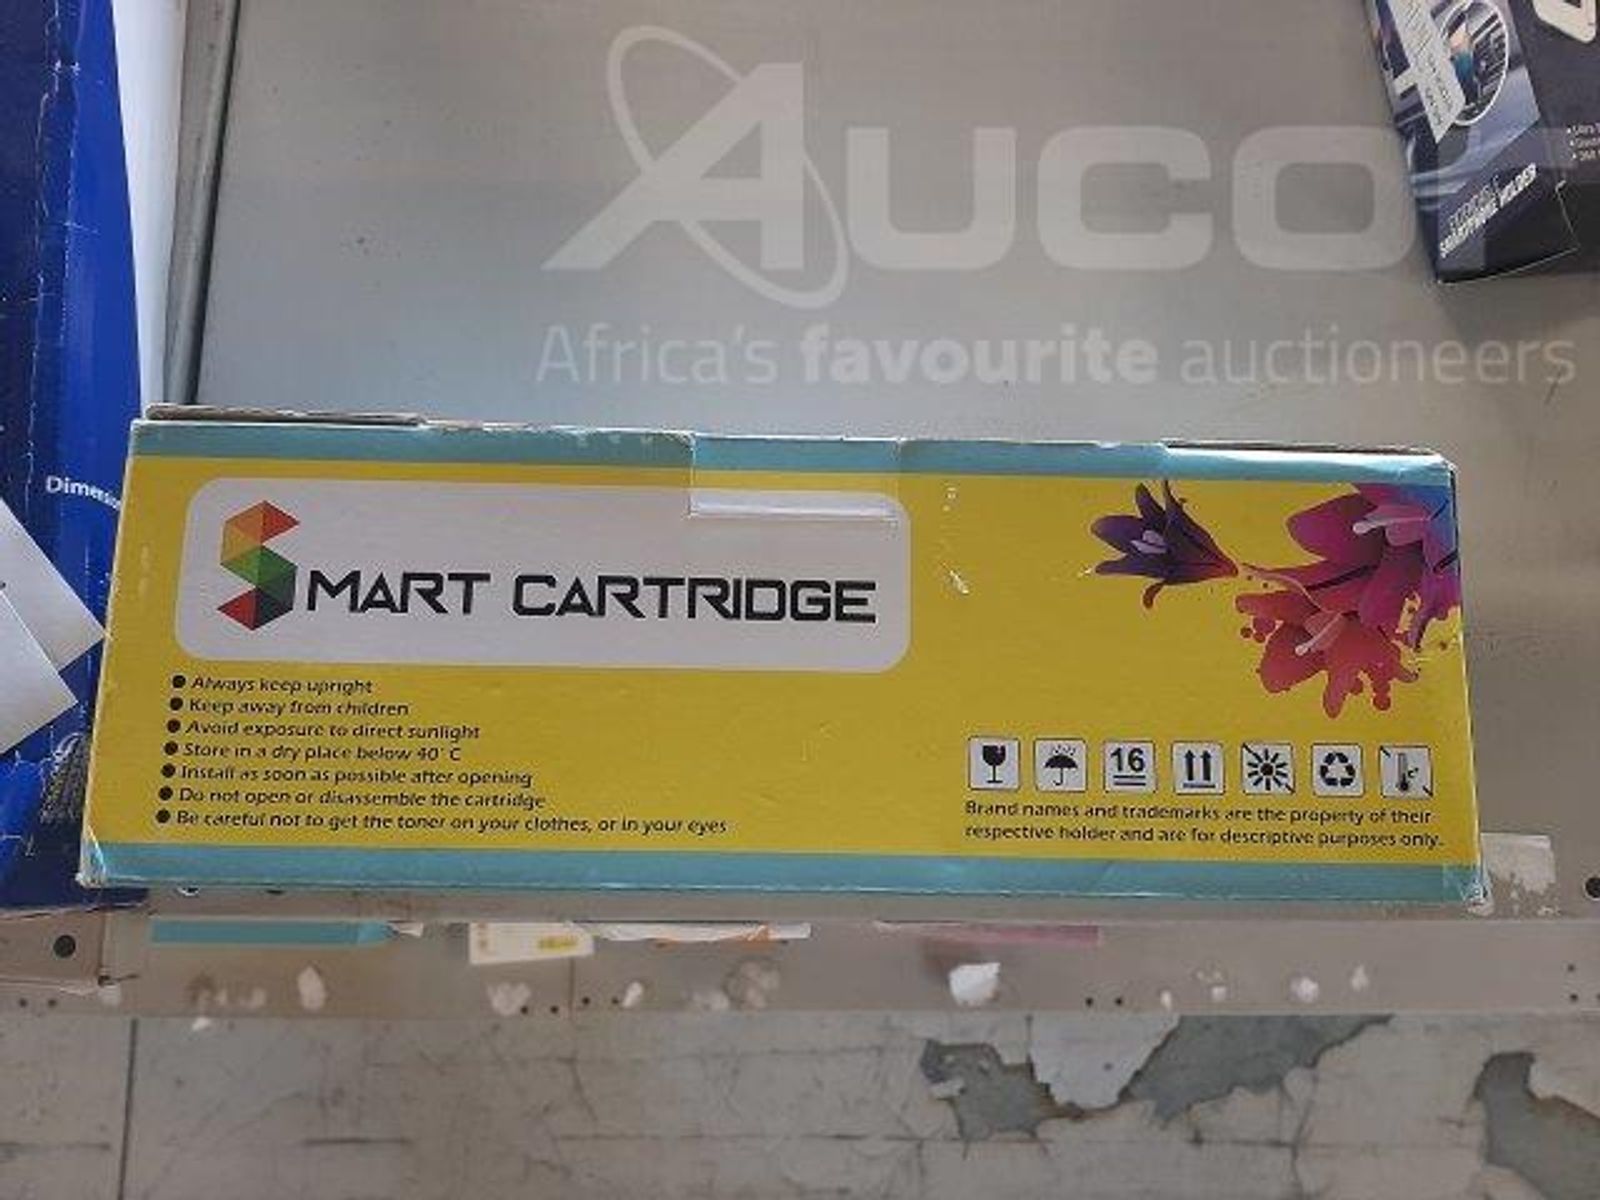 AUCO
Africa's favourite auctioneers
SMARTPHONE HOLDER
SMART CARTRIDGE
● Always keep upright
● Keep away from children
● Avoid exposure to direct sunlight
● Store in a dry place below 40° C
● Install as soon as possible after opening
● Do not open or disassemble the cartridge
● Be careful not to get the toner on your clothes, or in your eyes
16
Brand names and trademarks are the property of their
respective holder and are for descriptive purposes only.